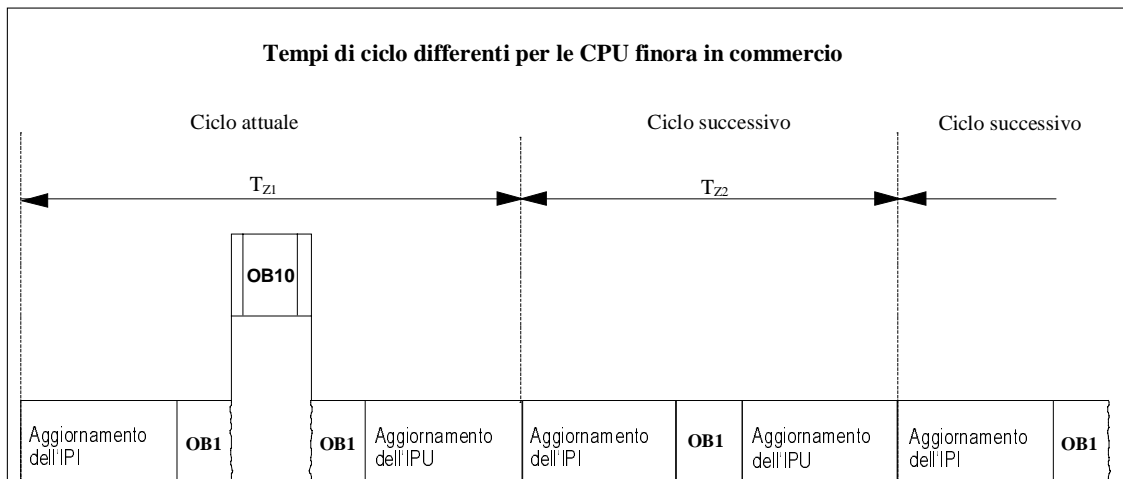 Tempi di ciclo differenti per le CPU finora in commercio
Ciclo attuale
Ciclo successivo
Ciclo successivo
TZ1
TZ2
OB10
Aggiornamento
dell'IPI
OB1
OB1
Aggiornamento
dell'IPU
Aggiornamento
dell'IPI
OB1
Aggiornamento
dell'IPU
Aggiornamento
dell'IPI
OB1